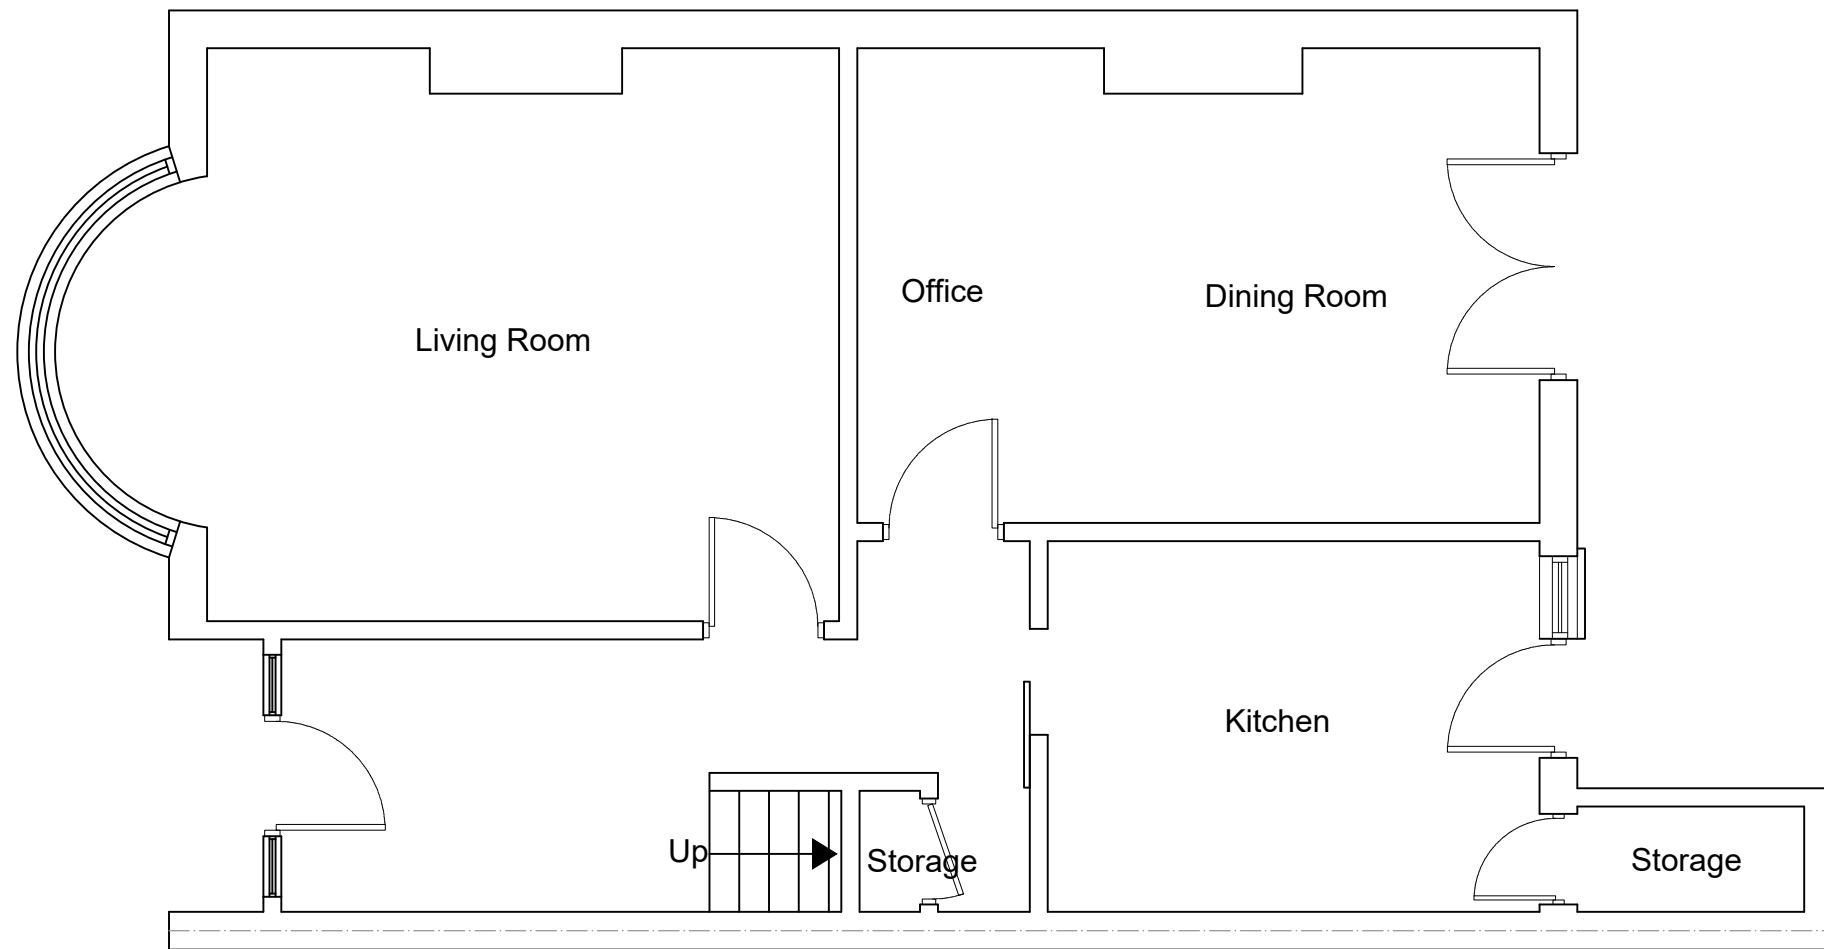 Office
Dining Room
Living Room
Kitchen
Up
Storage
Storage